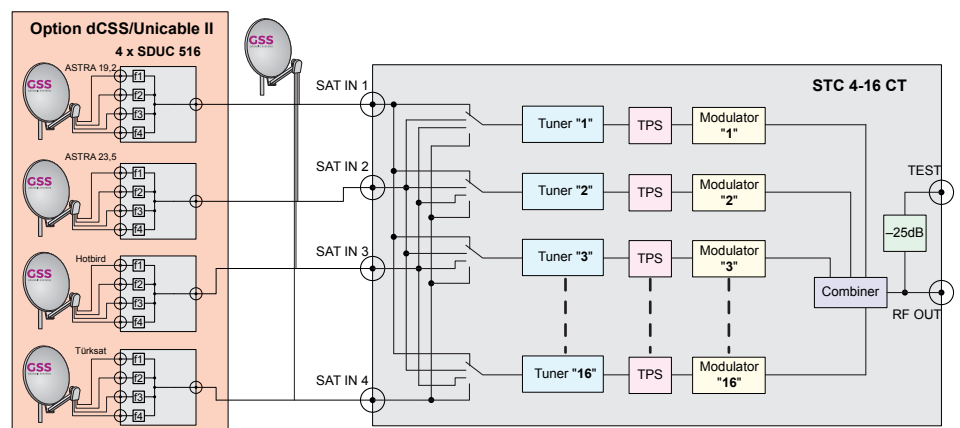 Option dCSS/Unicable II
4 x SDUC 516
ASTRA 19,2
GSS
f1
f2
f3
f4
ASTRA 23,5
GSS
f1
f2
f3
f4
Hotbird
GSS
f1
f2
f3
f4
Türksat
GSS
f1
f2
f3
f4
GSS
SAT IN 1
SAT IN 2
SAT IN 3
SAT IN 4
STC 4-16 CT
Tuner "1"
TPS
Modulator
"1"
Tuner "2"
TPS
Modulator
"2"
Tuner "3"
TPS
Modulator
"3"
Tuner "16"
TPS
Modulator
"16"
Combiner
–25dB
TEST
RF OUT